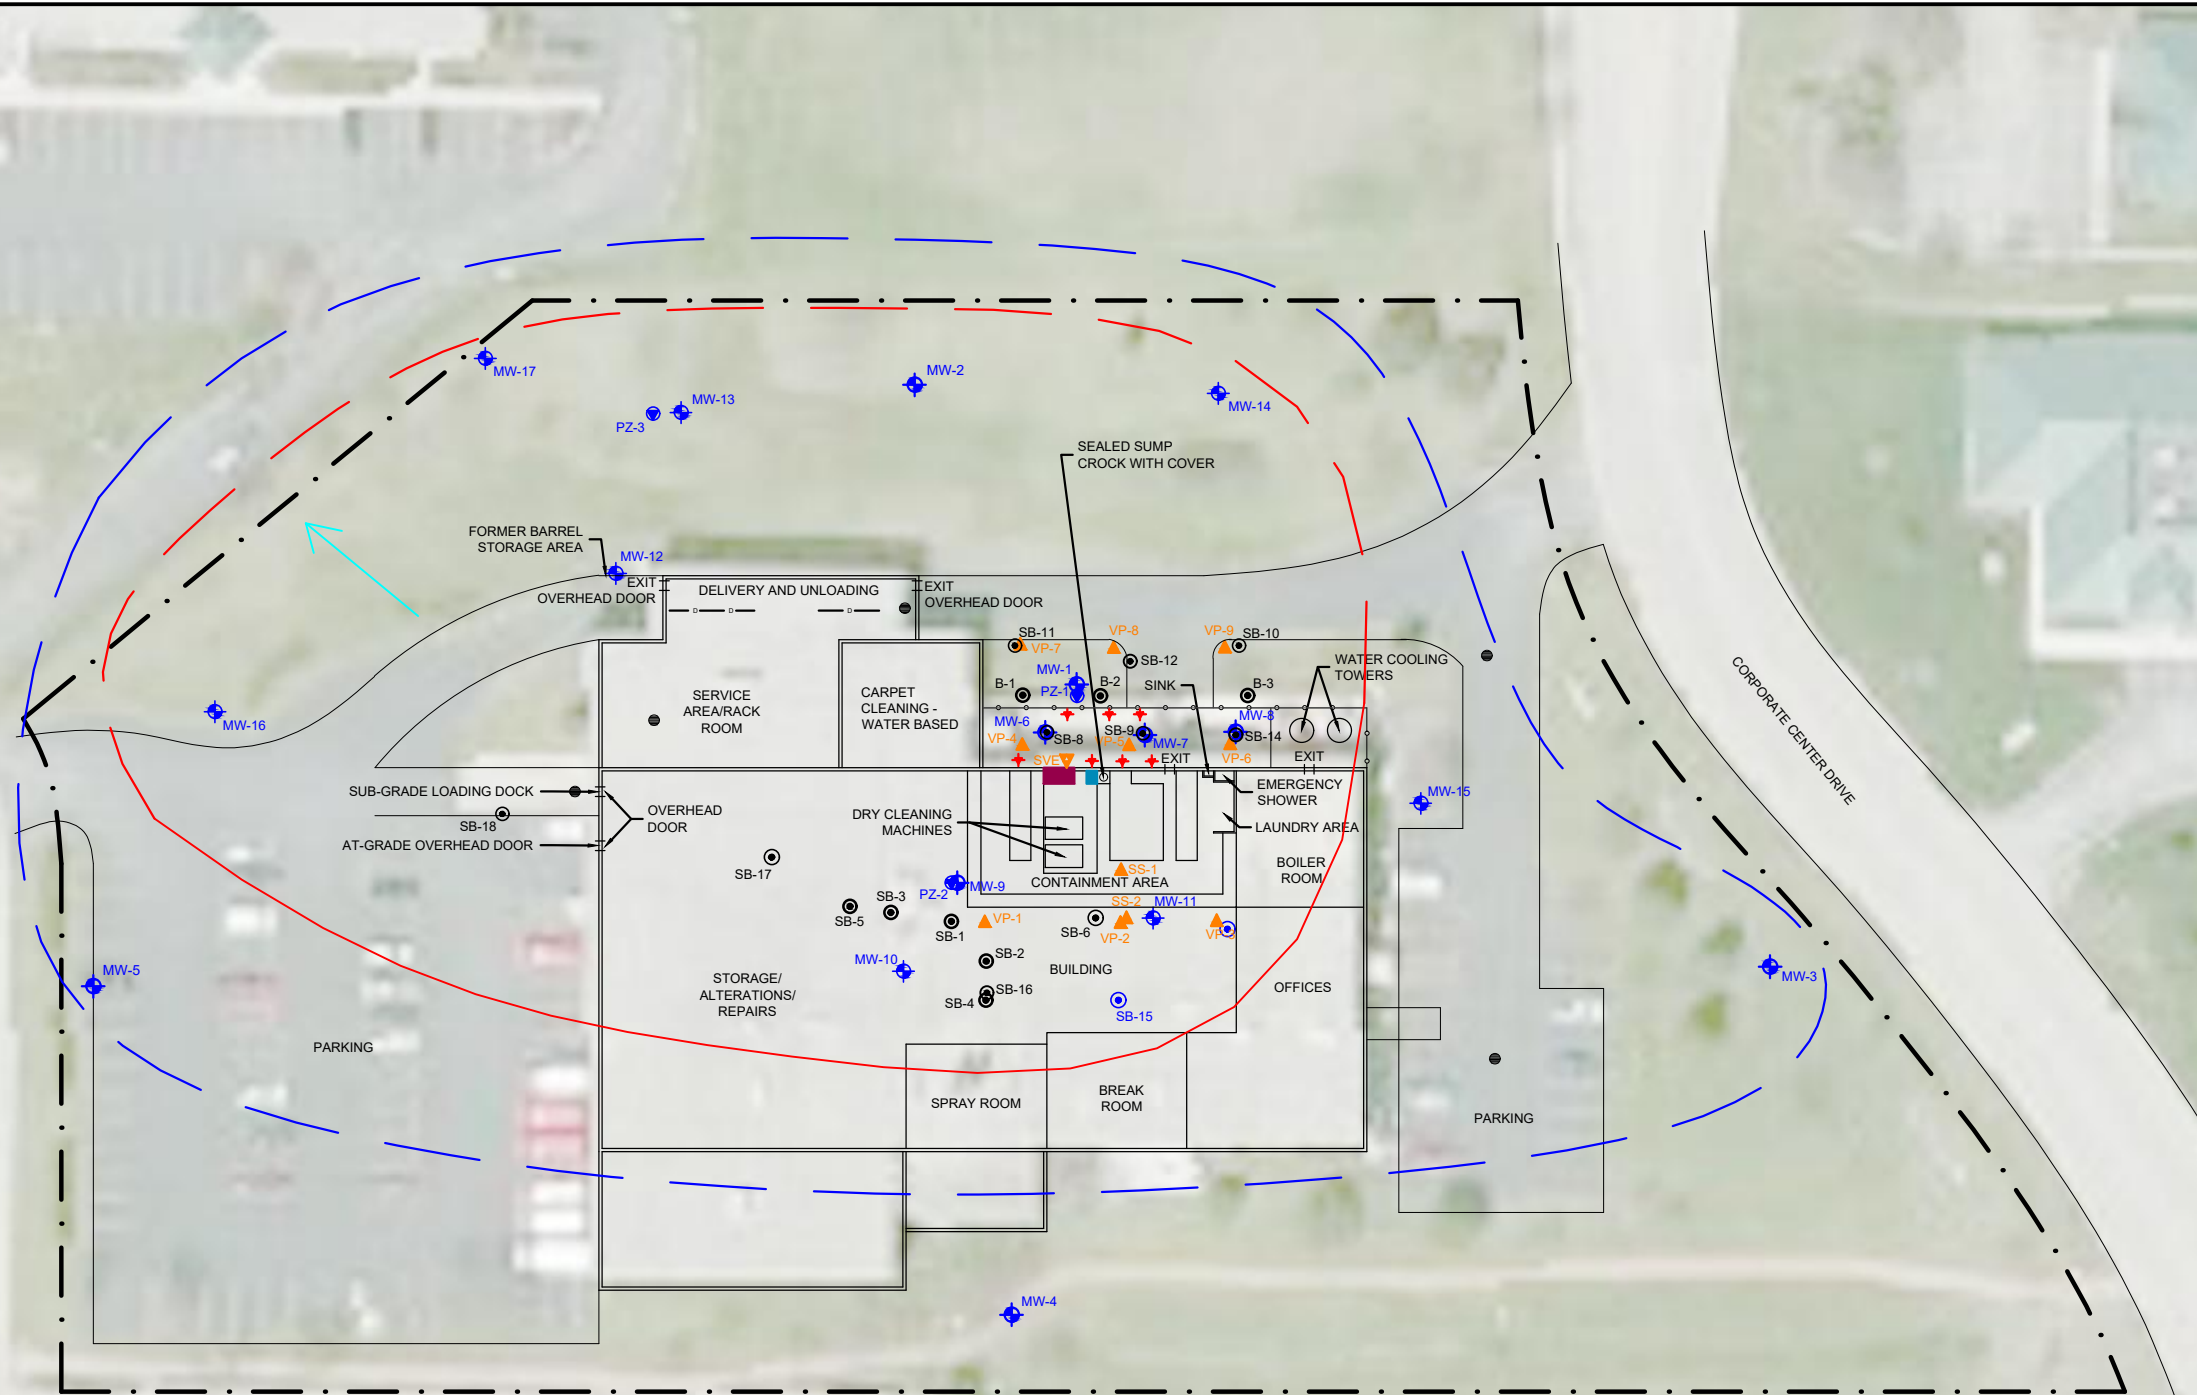 MW-17
MW-2
MW-13
PZ-3
MW-14
SEALED SUMP
CROCK WITH COVER
FORMER BARREL
STORAGE AREA
MW-12
EXIT
OVERHEAD DOOR
DELIVERY AND UNLOADING
D
D
D
EXIT
OVERHEAD DOOR
SB-11
VP-7
VP-8
VP-9
SB-10
SB-12
WATER COOLING
TOWERS
MW-1
PZ-1
B-1
B-2
SINK
B-3
CORPORATE CENTER DRIVE
SERVICE
AREA/RACK
ROOM
CARPET
CLEANING -
WATER BASED
MW-16
MW-6
SB-8
SB-9
MW-7
MW-8
SB-14
VP-4
VP-5
VP-6
SVE
EXIT
EXIT
SUB-GRADE LOADING DOCK
OVERHEAD
DOOR
SB-18
AT-GRADE OVERHEAD DOOR
DRY CLEANING
MACHINES
EMERGENCY
SHOWER
LAUNDRY AREA
MW-15
SB-17
SS-1
CONTAINMENT AREA
BOILER
ROOM
PZ-2
MW-9
SB-3
SB-5
SB-1
VP-1
SS-2
MW-11
SB-6
VP-2
SB-2
MW-10
BUILDING
MW-5
MW-3
STORAGE/
ALTERATIONS/
REPAIRS
SB-16
SB-4
SB-15
OFFICES
PARKING
SPRAY ROOM
BREAK
ROOM
PARKING
MW-4